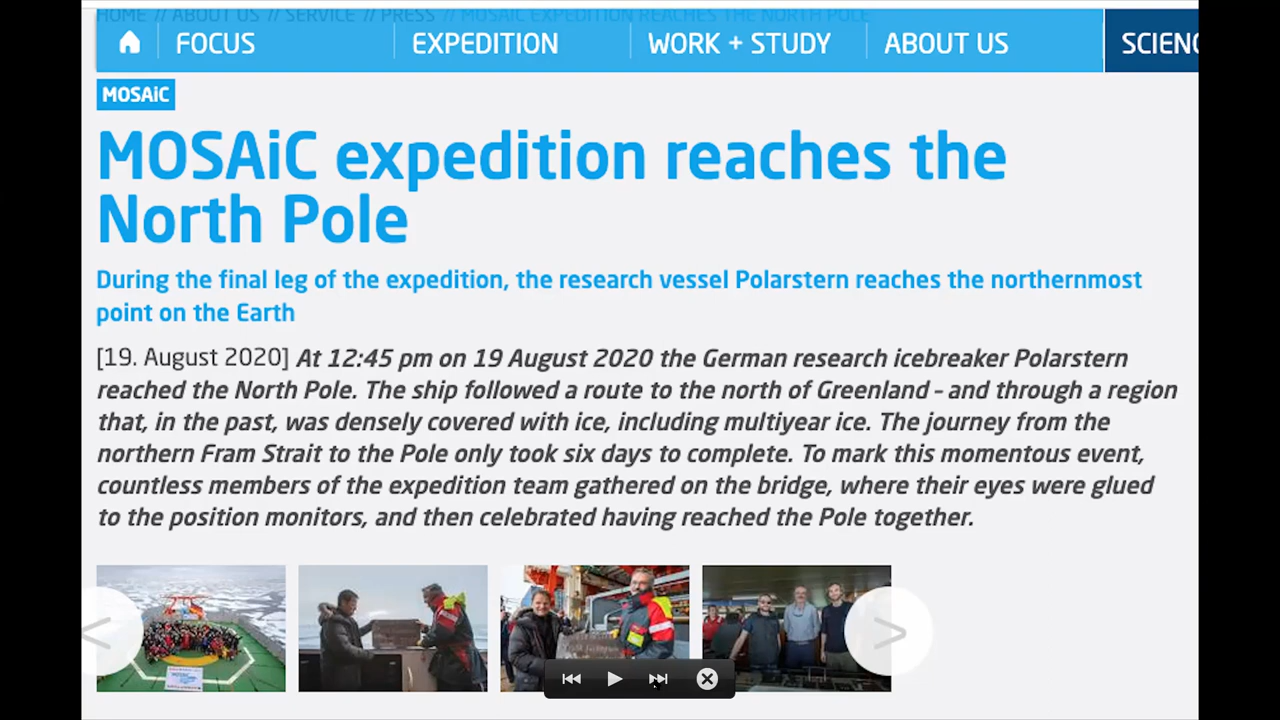 HOME // ABOUT US // SERVICE // PRESS // MOSAIC EXPEDITION REACHES THE NORTH POLE
FOCUS EXPEDITION WORK + STUDY ABOUT US
MOSAiC
MOSAiC expedition reaches the
North Pole
During the final leg of the expedition, the research vessel Polarstern reaches the northernmost
point on the Earth
[19. August 2020] At 12:45 pm on 19 August 2020 the German research icebreaker Polarstern
reached the North Pole. The ship followed a route to the north of Greenland – and through a region
that, in the past, was densely covered with ice, including multiyear ice. The journey from the
northern Fram Strait to the Pole only took six days to complete. To mark this momentous event,
countless members of the expedition team gathered on the bridge, where their eyes were glued
to the position monitors, and then celebrated having reached the Pole together.